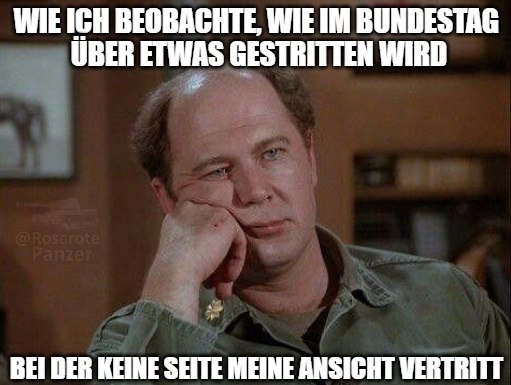 WIE ICH BEOBACHTE, WIE IM BUNDESTAG
ÜBER ETWAS GESTRITTEN WIRD
@Rosarote
Panzer
BEI DER KEINE SEITE MEINE ANSICHT VERTRITT